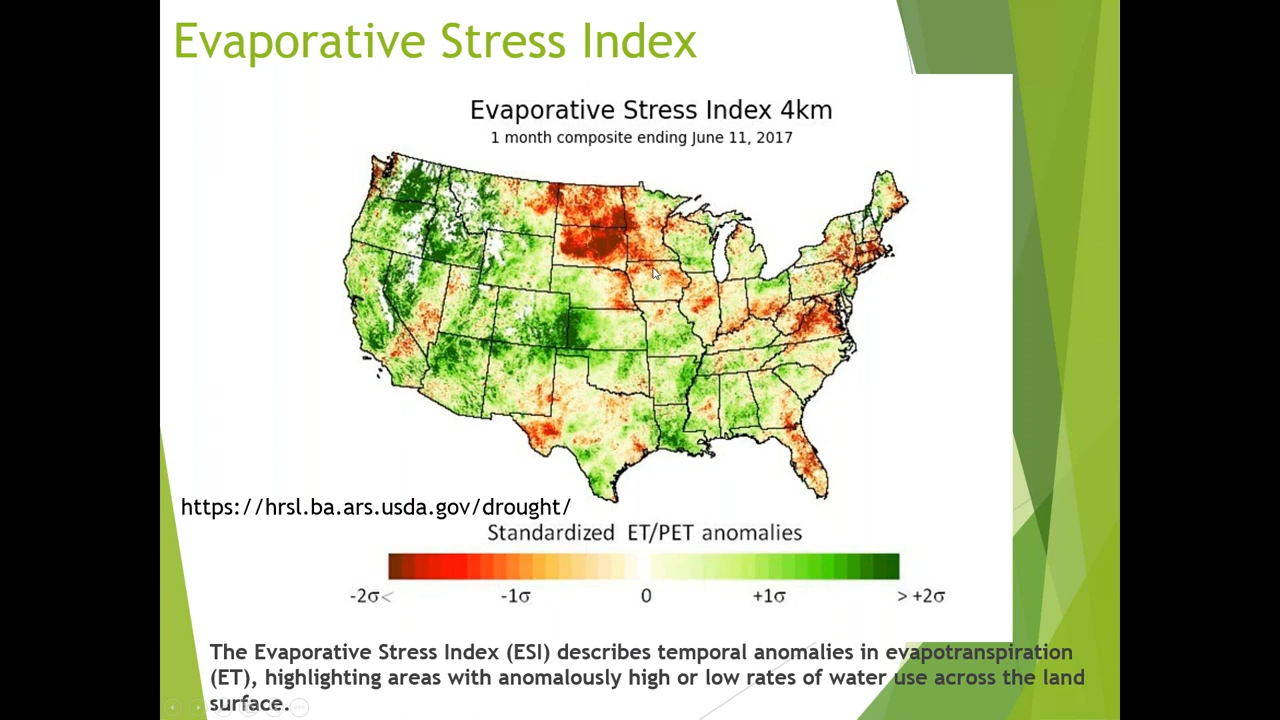 Evaporative Stress Index
Evaporative Stress Index 4km
1 month composite ending June 11, 2017
https://hrsl.ba.ars.usda.gov/drought/
Standardized ET/PET anomalies
-2σ< -1σ 0 +1σ > +2σ
The Evaporative Stress Index (ESI) describes temporal anomalies in evapotranspiration
(ET), highlighting areas with anomalously high or low rates of water use across the land
surface.